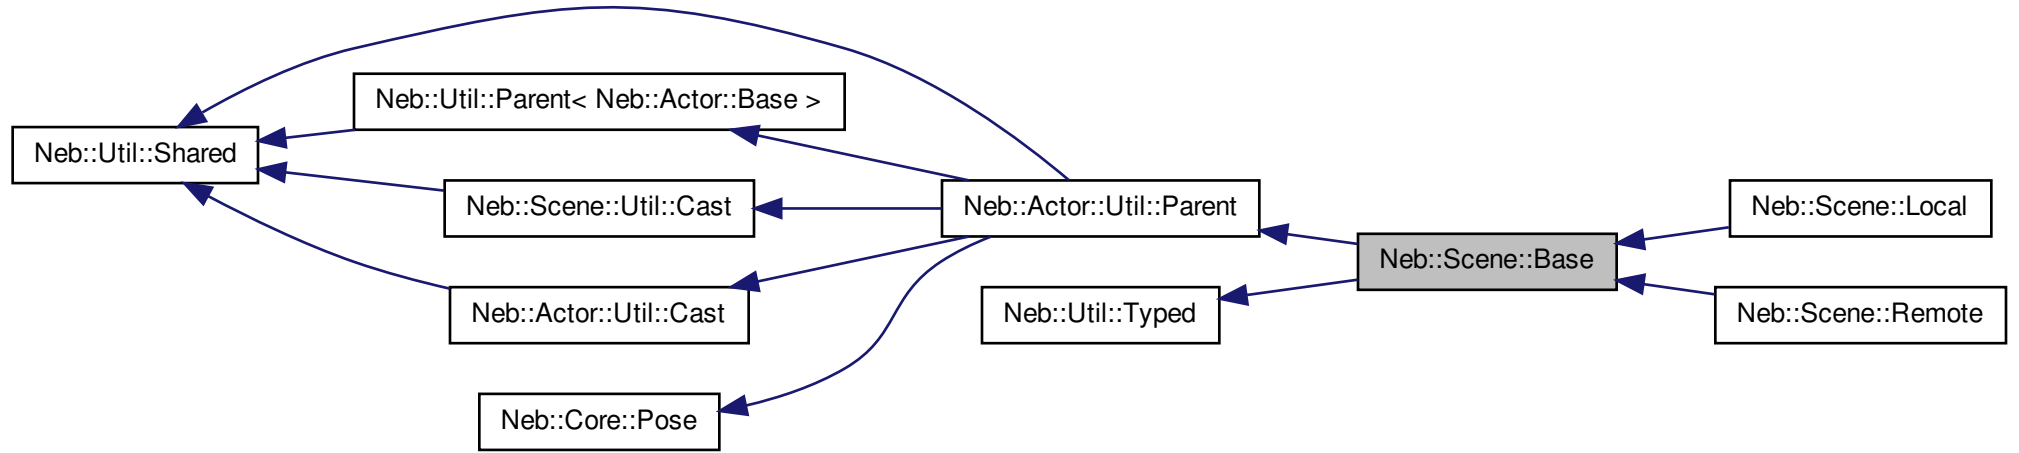 Neb::Util::Shared
Neb::Util::Parent< Neb::Actor::Base >
Neb::Scene::Util::Cast
Neb::Actor::Util::Cast
Neb::Core::Pose
Neb::Actor::Util::Parent
Neb::Util::Typed
Neb::Scene::Base
Neb::Scene::Local
Neb::Scene::Remote